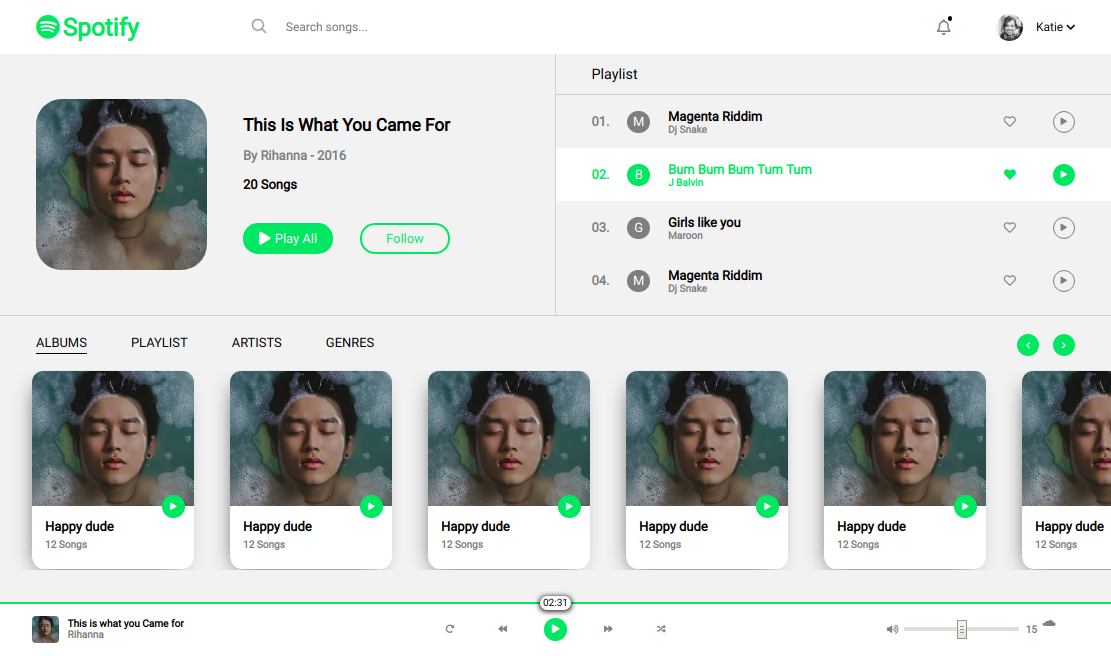 Spotify
Search songs...
Katie
This Is What You Came For
By Rihanna - 2016
20 Songs
Play All
Follow
Playlist
01. M Magenta Riddim
Dj Snake
02. B Bum Bum Bum Tum Tum
J Balvin
03. G Girls like you
Maroon
04. M Magenta Riddim
Dj Snake
ALBUMS PLAYLIST ARTISTS GENRES
Happy dude
12 Songs
Happy dude
12 Songs
Happy dude
12 Songs
Happy dude
12 Songs
Happy dude
12 Songs
Happy dude
12 Songs
02:31
This is what you Came for
Rihanna
15